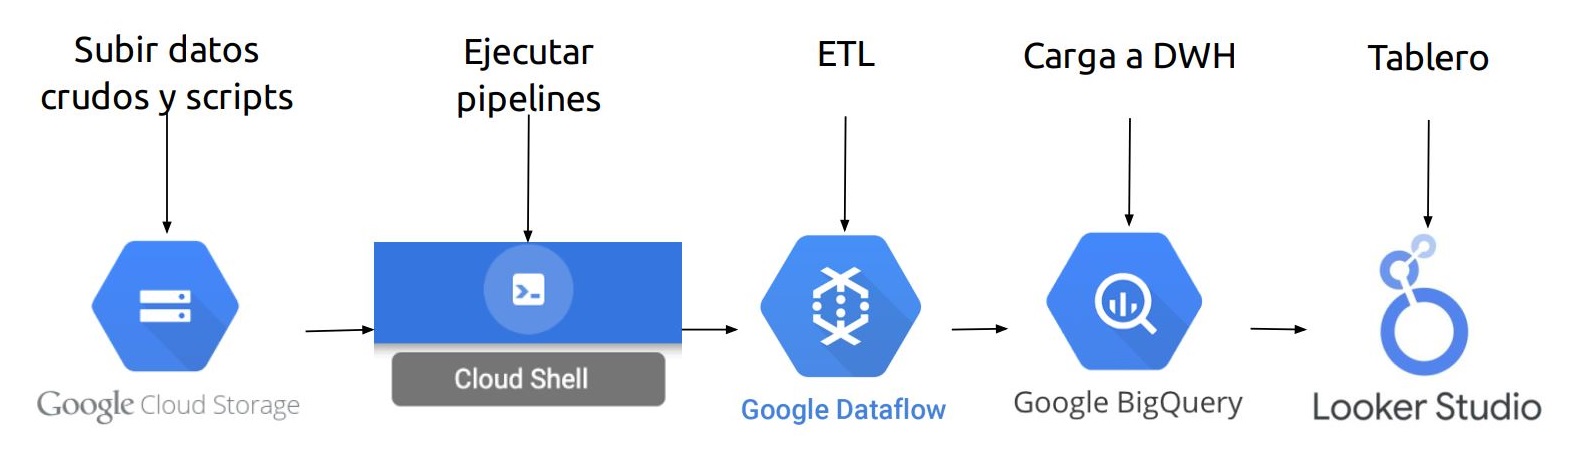 Subir datos
crudos y scripts
Ejecutar
pipelines
ETL
Carga a DWH
Tablero
Google Cloud Storage
Cloud Shell
Google Dataflow
Google BigQuery
Looker Studio